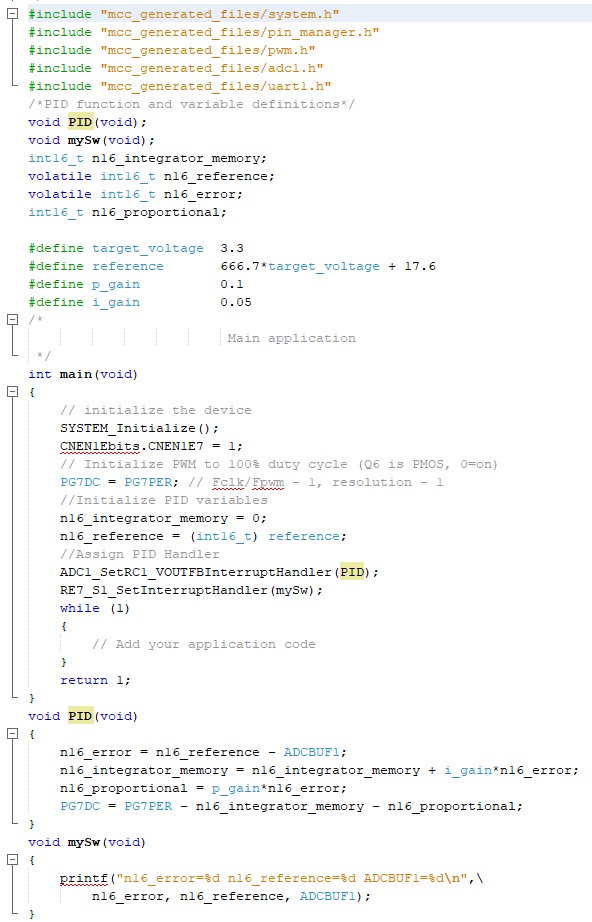 #include "mcc_generated_files/system.h"
#include "mcc_generated_files/pin_manager.h"
#include "mcc_generated_files/pwm.h"
#include "mcc_generated_files/adc1.h"
#include "mcc_generated_files/uart1.h"
/*PID function and variable definitions*/
void PID(void);
void mySw(void);
int16_t n16_integrator_memory;
volatile int16_t n16_reference;
volatile int16_t n16_error;
int16_t n16_proportional;

#define target_voltage  3.3
#define reference       666.7*target_voltage + 17.6
#define p_gain          0.1
#define i_gain          0.05
/*
                         Main application
 */
int main(void)
{
    // initialize the device
    SYSTEM_Initialize();
    CNEN1Ebits.CNEN1E7 = 1;
    // Initialize PWM to 100% duty cycle (Q6 is PMOS, 0=on)
    PG7DC = PG7PER; // Fclk/Fpwm - 1, resolution - 1
    //Initialize PID variables
    n16_integrator_memory = 0;
    n16_reference = (int16_t) reference;
    //Assign PID Handler
    ADC1_SetRC1_VOUTFBInterruptHandler(PID);
    RE7_S1_SetInterruptHandler(mySw);
    while (1)
    {
        // Add your application code
    }
    return 1;
}
void PID(void)
{
    n16_error = n16_reference - ADCBUF1;
    n16_integrator_memory = n16_integrator_memory + i_gain*n16_error;
    n16_proportional = p_gain*n16_error;
    PG7DC = PG7PER - n16_integrator_memory - n16_proportional;
}
void mySw(void)
{
    printf("n16_error=%d n16_reference=%d ADCBUF1=%d\n",\
        n16_error, n16_reference, ADCBUF1);
}